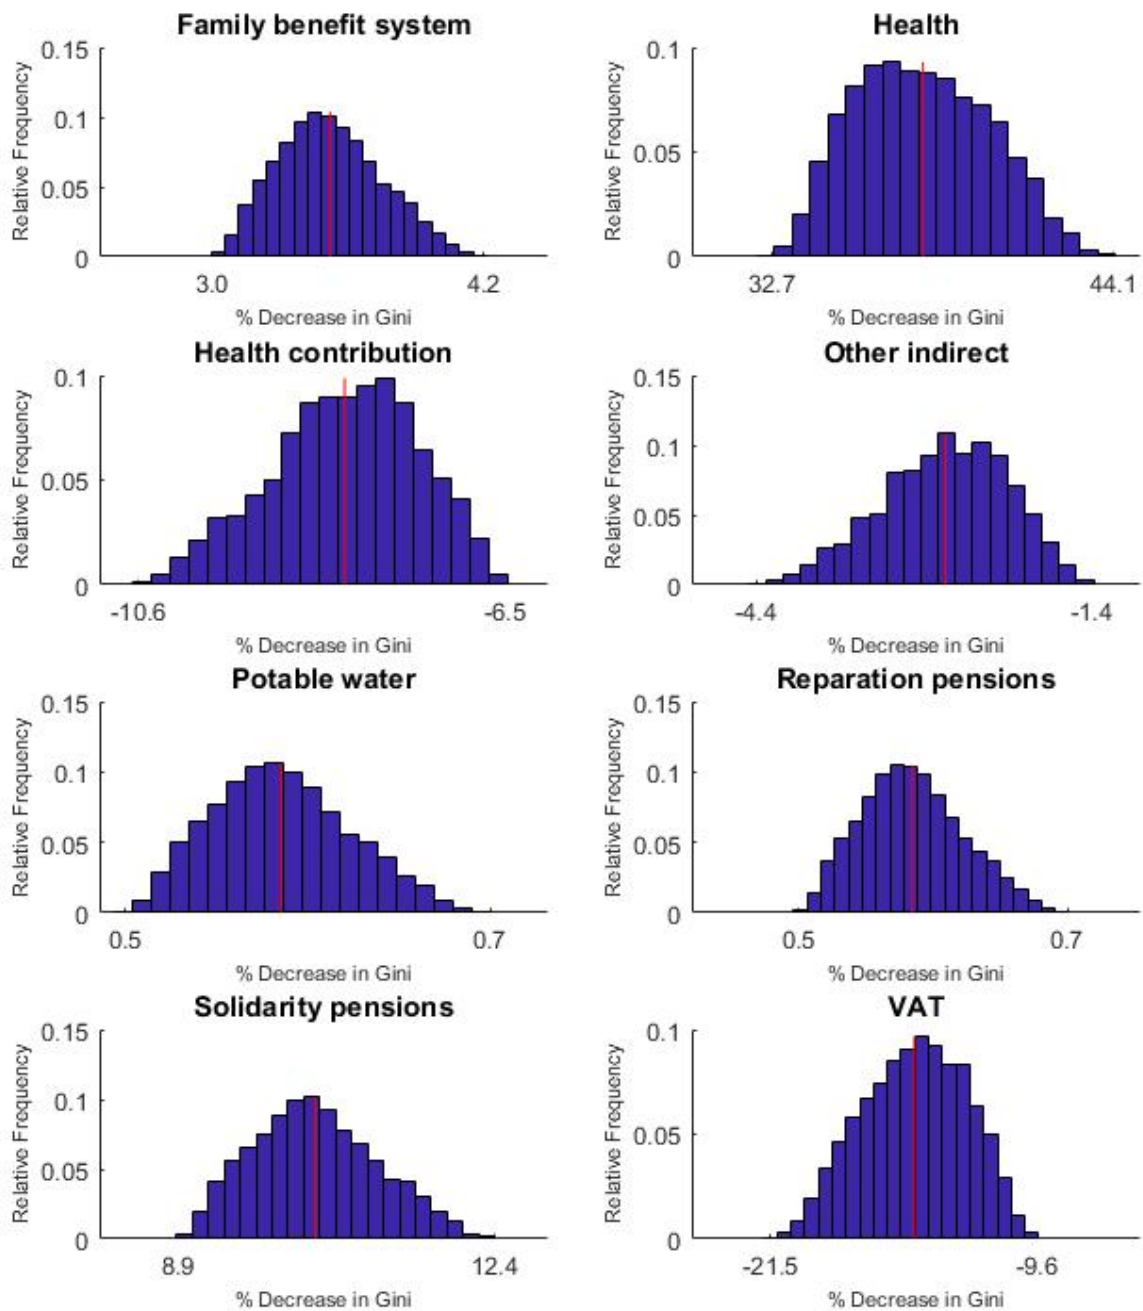 Family benefit system
0.15
0.1
0.05
0
Relative Frequency
3.0 4.2
% Decrease in Gini
Health
0.1
0.05
0
Relative Frequency
32.7 44.1
% Decrease in Gini
Health contribution
0.1
0.05
0
Relative Frequency
-10.6 -6.5
% Decrease in Gini
Other indirect
0.15
0.1
0.05
0
Relative Frequency
-4.4 -1.4
% Decrease in Gini
Potable water
0.15
0.1
0.05
0
Relative Frequency
0.5 0.7
% Decrease in Gini
Reparation pensions
0.15
0.1
0.05
0
Relative Frequency
0.5 0.7
% Decrease in Gini
Solidarity pensions
0.15
0.1
0.05
0
Relative Frequency
8.9 12.4
% Decrease in Gini
VAT
0.1
0.05
0
Relative Frequency
-21.5 -9.6
% Decrease in Gini